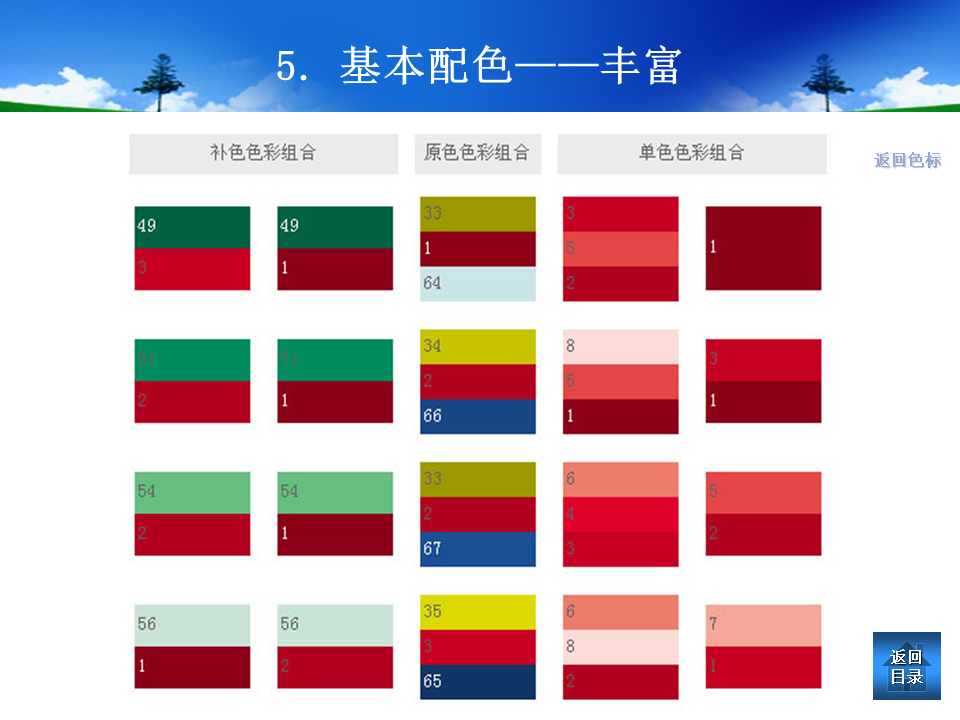 5. 基本配色——丰富
补色色彩组合 原色色彩组合 单色色彩组合
返回色标
49 49 33 3 1
3 1 1 5
64 2
51 51 34 8 3
2 1 2 5 1
66 1
54 54 33 6 5
2 1 2 4 2
67 3
56 56 35 6 7
1 2 3 8 1
65 2
返回
目录